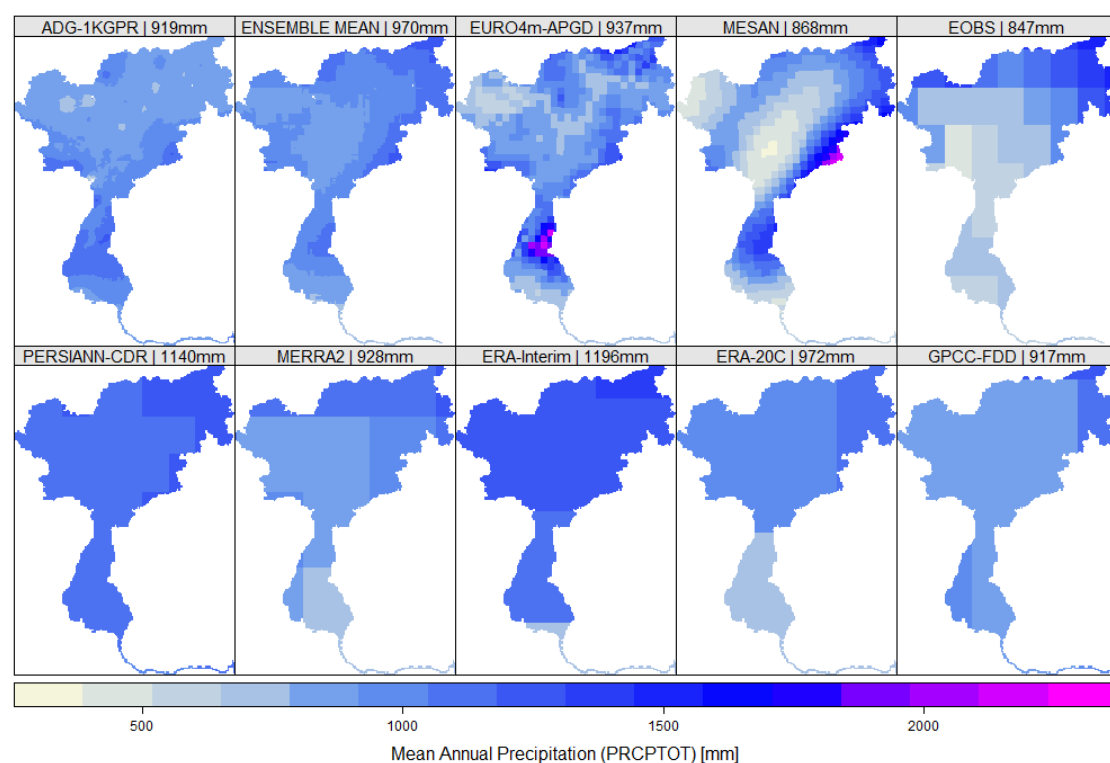 ADG-1KGPR | 919mm ENSEMBLE MEAN | 970mm EURO4m-APGD | 937mm MESAN | 868mm EOBS | 847mm
PERSIANN-CDR | 1140mm MERRA2 | 928mm ERA-Interim | 1196mm ERA-20C | 972mm GPCC-FDD | 917mm
500 1000 1500 2000
Mean Annual Precipitation (PRCPTOT) [mm]